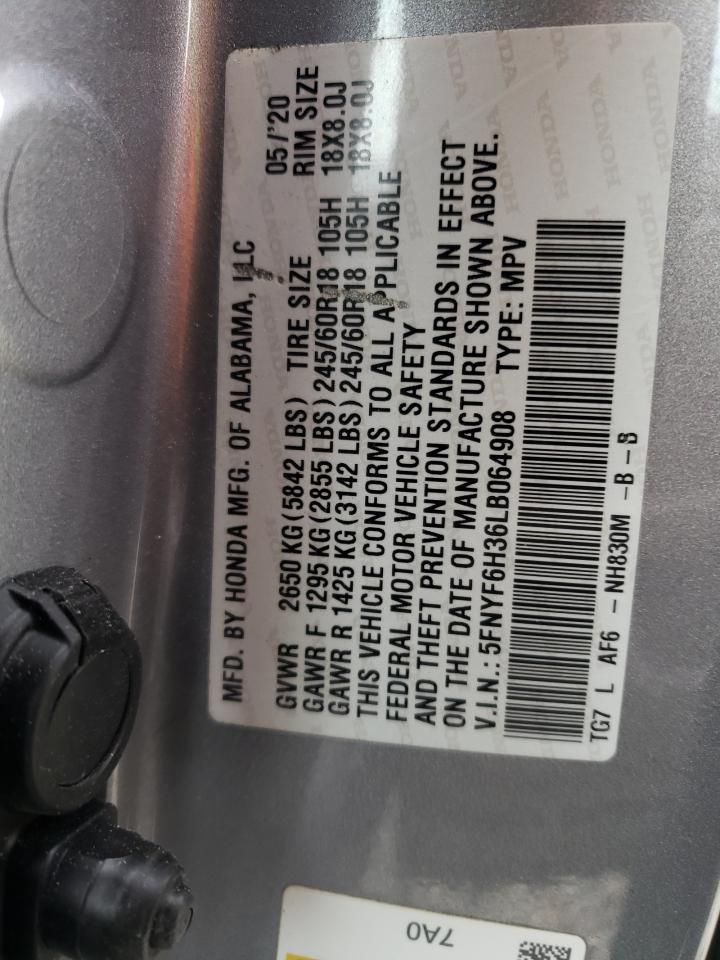 MFD. BY HONDA MFG. OF ALABAMA, LLC 05/'20
GVWR 2650 KG (5842 LBS) TIRE SIZE RIM SIZE
GAWR F 1295 KG (2855 LBS) 245/60R18 105H 18X8.0J
GAWR R 1425 KG (3142 LBS) 245/60R18 105H 18X8.0J
THIS VEHICLE CONFORMS TO ALL APPLICABLE
FEDERAL MOTOR VEHICLE SAFETY
AND THEFT PREVENTION STANDARDS IN EFFECT
ON THE DATE OF MANUFACTURE SHOWN ABOVE.
V.I.N.: 5FNYF6H36LB064908 TYPE: MPV
TG7 L AF6 -NH830M -B-B
7A0